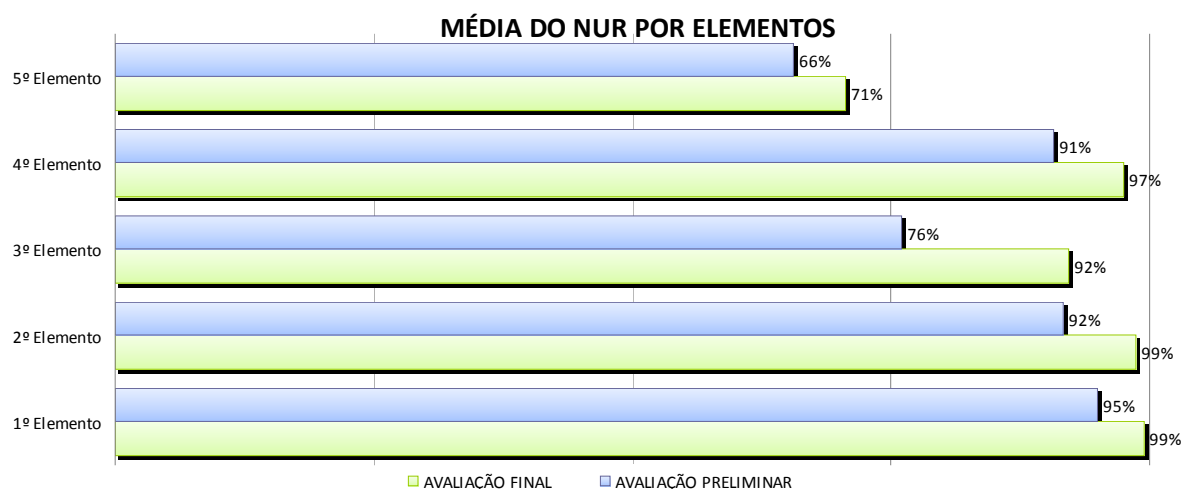 MÉDIA DO NUR POR ELEMENTOS
5º Elemento
66%
71%
4º Elemento
91%
97%
3º Elemento
76%
92%
2º Elemento
92%
99%
1º Elemento
95%
99%
AVALIAÇÃO FINAL AVALIAÇÃO PRELIMINAR